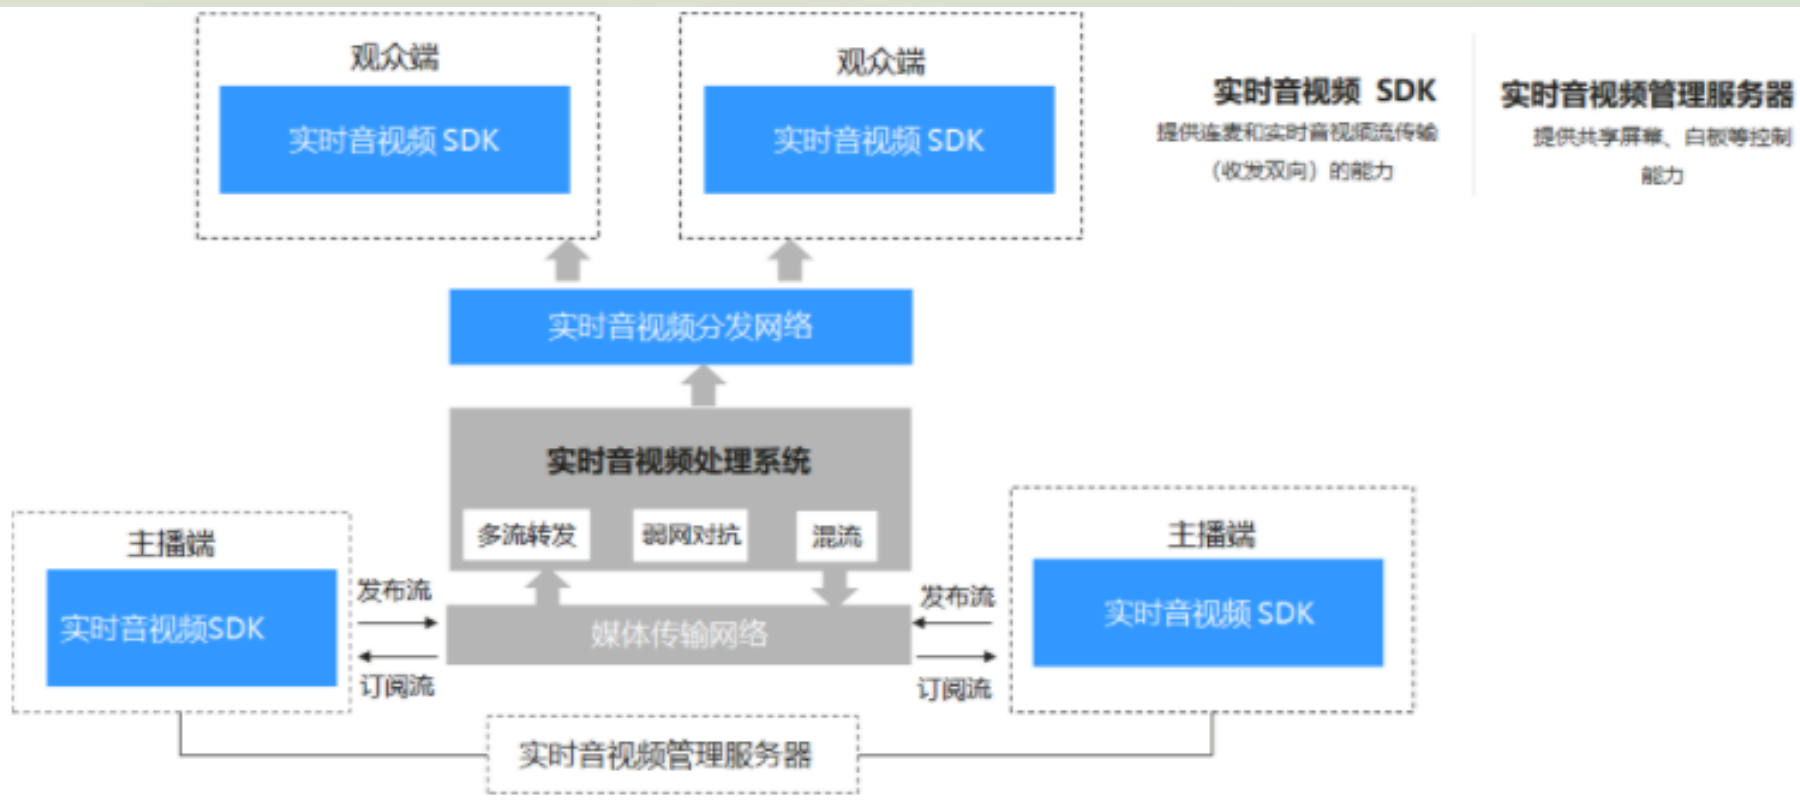 观众端
实时音视频 SDK
观众端
实时音视频 SDK
实时音视频 SDK
提供连麦和实时音视频流传输
（收发双向）的能力
实时音视频管理服务器
提供共享屏幕、白板等控制
能力
实时音视频分发网络
实时音视频处理系统
多流转发
弱网对抗
混流
主播端
实时音视频SDK
发布流
订阅流
媒体传输网络
发布流
订阅流
主播端
实时音视频 SDK
实时音视频管理服务器